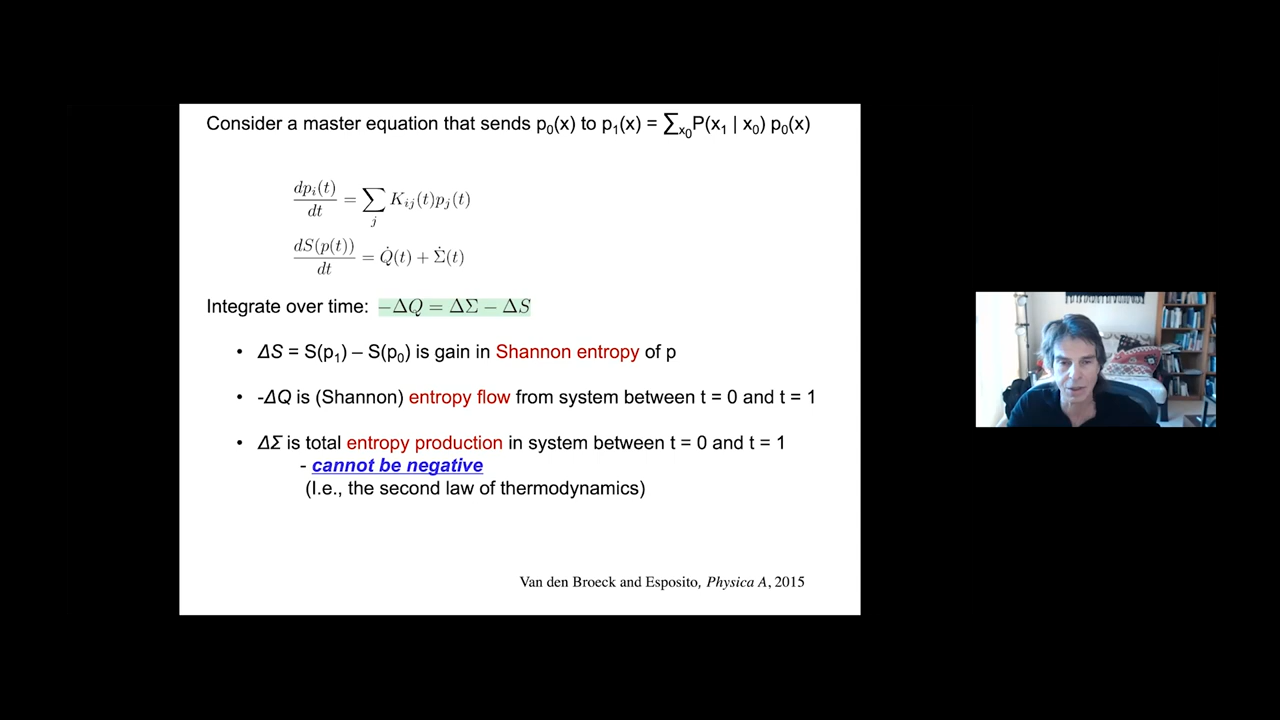 Consider a master equation that sends p₀(x) to p₁(x) = ∑ₓ₀P(x₁ | x₀) p₀(x)
dpᵢ(t)/dt = ∑ⱼ Kᵢⱼ(t)pⱼ(t)
dS(p(t))/dt = Q̇(t) + Σ̇(t)
Integrate over time: −ΔQ = ΔΣ − ΔS
• ΔS = S(p₁) – S(p₀) is gain in Shannon entropy of p
• -ΔQ is (Shannon) entropy flow from system between t = 0 and t = 1
• ΔΣ is total entropy production in system between t = 0 and t = 1
- cannot be negative
(I.e., the second law of thermodynamics)
Van den Broeck and Esposito, Physica A, 2015